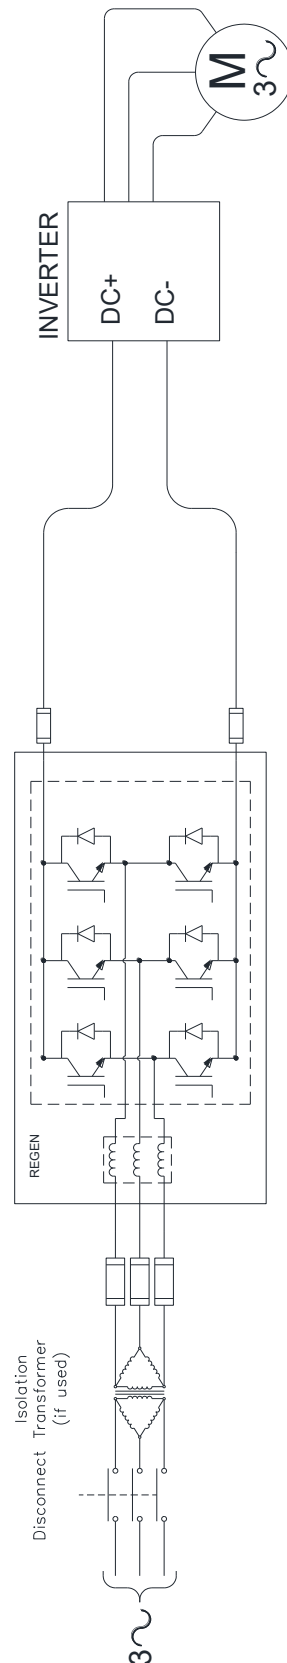 INVERTER
DC+
DC-
M
3~
REGEN
Isolation
Disconnect Transformer
(if used)
3~